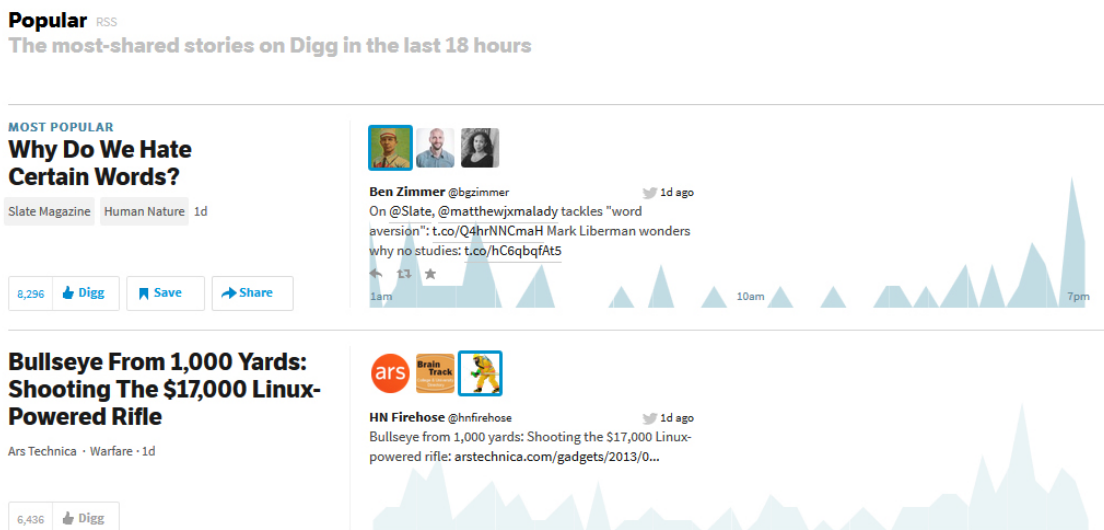 Popular RSS
The most-shared stories on Digg in the last 18 hours
MOST POPULAR
Why Do We Hate
Certain Words?
Slate Magazine Human Nature 1d
8,296 Digg Save Share
Ben Zimmer @bgzimmer 1d ago
On @Slate, @matthewjxmalady tackles "word
aversion": t.co/Q4hrNNCmaH Mark Liberman wonders
why no studies: t.co/hC6qbqfAt5
1am 10am 7pm
Bullseye From 1,000 Yards:
Shooting The $17,000 Linux-
Powered Rifle
Ars Technica · Warfare · 1d
6,436 Digg
ars
Brain
Track
HN Firehose @hnfirehose 1d ago
Bullseye from 1,000 yards: Shooting the $17,000 Linux-
powered rifle: arstechnica.com/gadgets/2013/0...